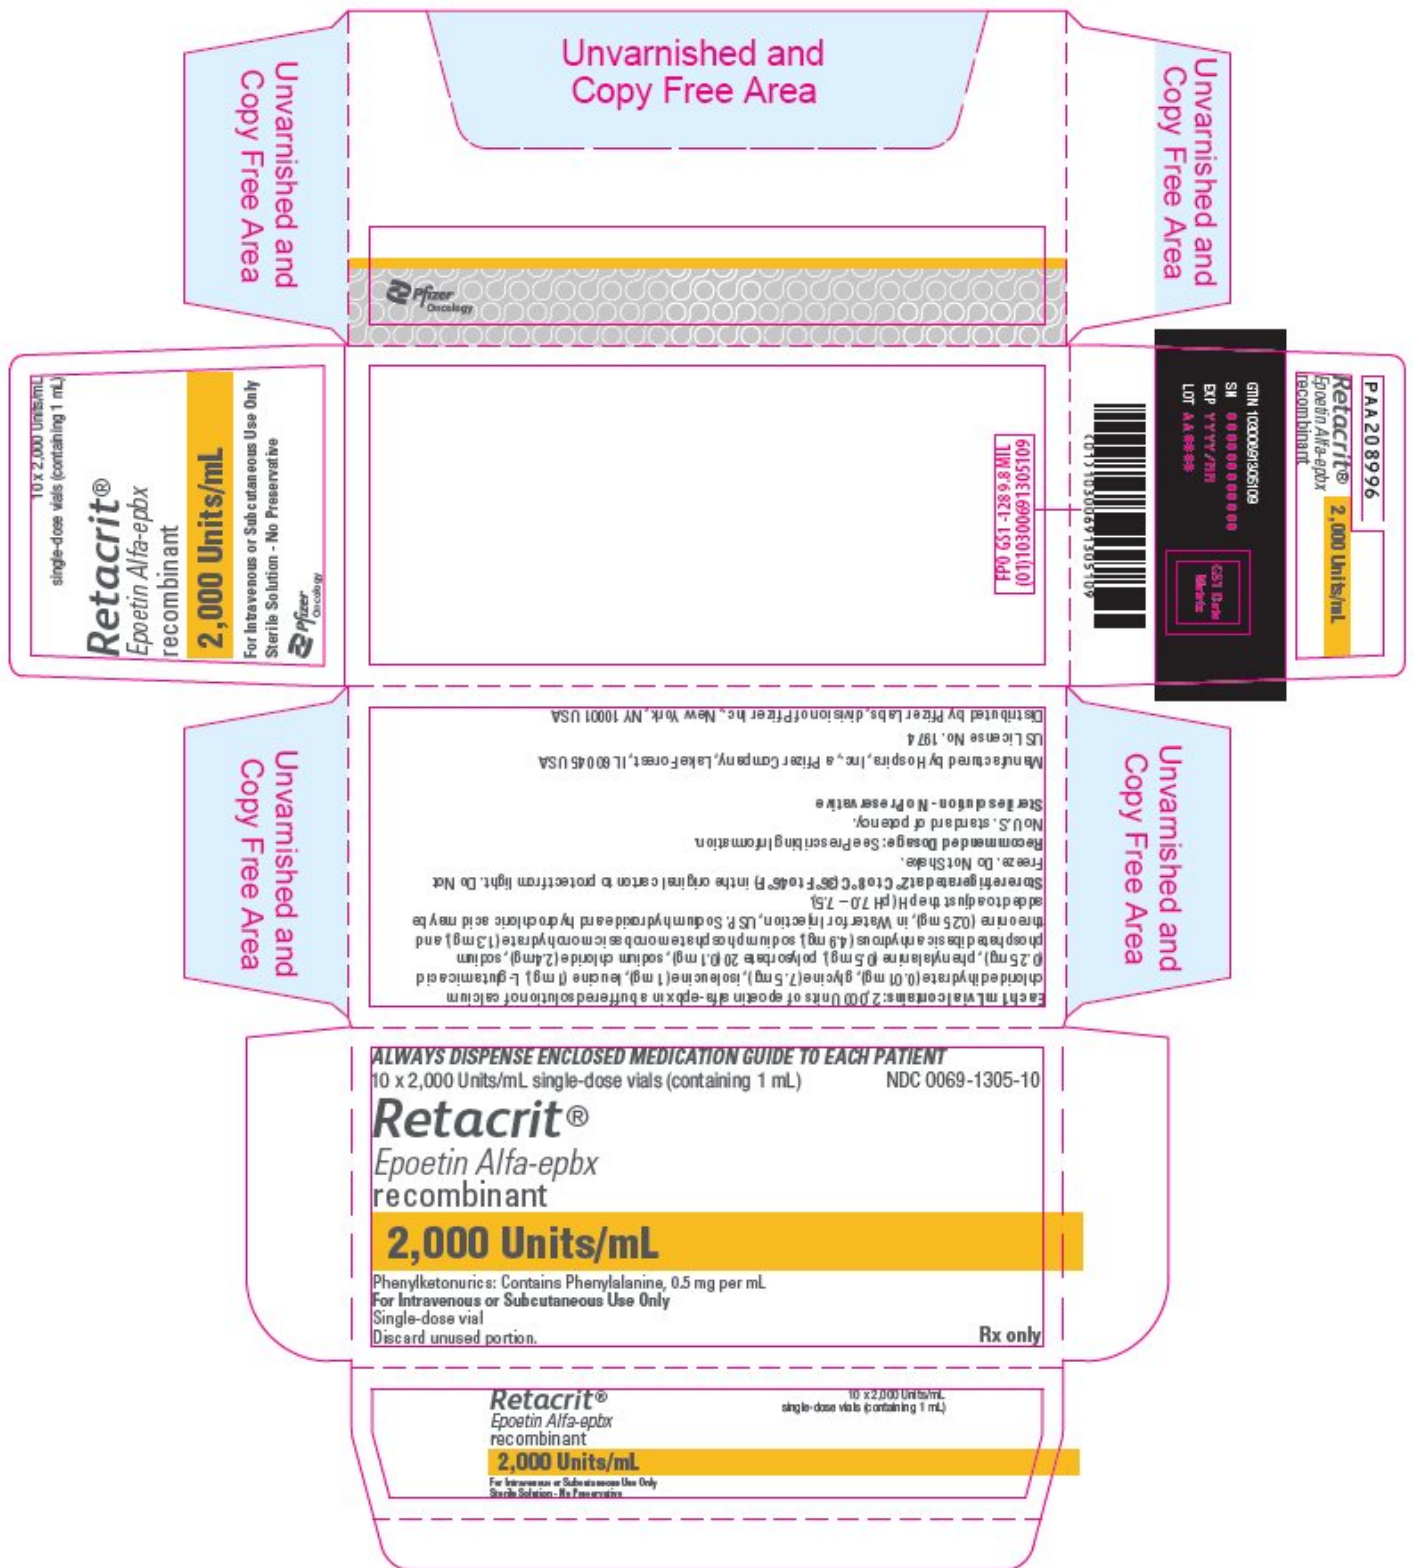 Unvarnished and
Copy Free Area
Unvarnished and
Copy Free Area
Unvarnished and
Copy Free Area
Pfizer
Oncology
10 x 2,000 Units/mL
single-dose vials (containing 1 mL)
Retacrit®
Epoetin Alfa-epbx
recombinant
2,000 Units/mL
For Intravenous or Subcutaneous Use Only
Sterile Solution - No Preservative
Pfizer
Oncology
FPO GS1 -128 6.8 MIL
(01)10300691305109
(01)10300691305109
GTIN 10300691305109
SN 00000000000
EXP YYYY/MM
LOT AA####
GS1 Data
Matrix
PAA208996
Retacrit®
Epoetin Alfa-epbx
recombinant
2,000 Units/mL
Unvarnished and
Copy Free Area
Unvarnished and
Copy Free Area
Each 1 mL vial contains: 2,000 Units of epoetin alfa-epbx in a buffered solution of calcium
chloride dihydrate (0.01 mg), glycine (7.5 mg), isoleucine (1 mg), leucine (1 mg), L-glutamic acid
(0.25 mg), phenylalanine (0.5 mg), polysorbate 20 (0.1 mg), sodium chloride (2.4 mg), sodium
phosphate dibasic anhydrous (4.9 mg), sodium phosphate monobasic monohydrate (1.3 mg), and
threonine (0.25 mg), in Water for Injection, USP. Sodium hydroxide and hydrochloric acid may be
added to adjust the pH (pH 7.0 – 7.5).
Store refrigerated at 2° C to 8° C (36° F to 46° F) in the original carton to protect from light. Do Not
Freeze. Do Not Shake.
Recommended Dosage: See Prescribing Information.
No U.S. standard of potency.
Sterile solution - No Preservative
Manufactured by Hospira, Inc., a Pfizer Company, Lake Forest, IL 60045 USA
US License No. 1974
Distributed by Pfizer Labs, division of Pfizer Inc., New York, NY 10001 USA
ALWAYS DISPENSE ENCLOSED MEDICATION GUIDE TO EACH PATIENT
10 x 2,000 Units/mL single-dose vials (containing 1 mL) NDC 0069-1305-10
Retacrit®
Epoetin Alfa-epbx
recombinant
2,000 Units/mL
Phenylketonurics: Contains Phenylalanine, 0.5 mg per mL
For Intravenous or Subcutaneous Use Only
Single-dose vial
Discard unused portion. Rx only
Retacrit® 10 x 2,000 Units/mL
Epoetin Alfa-epbx single-dose vials (containing 1 mL)
recombinant
2,000 Units/mL
For Intravenous or Subcutaneous Use Only
Sterile Solution - No Preservative